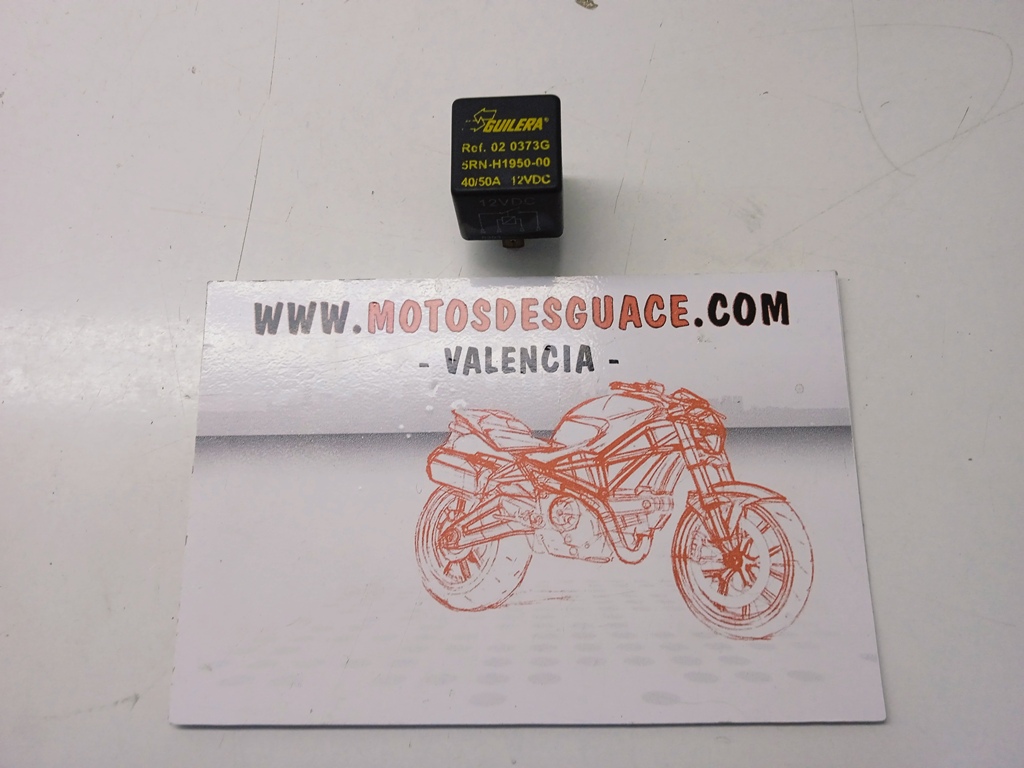 GUILERA®
Ref. 02 0373G
5RN-H1950-00
40/50A 12VDC
12VDC
WWW.MOTOSDESGUACE.COM
- VALENCIA -